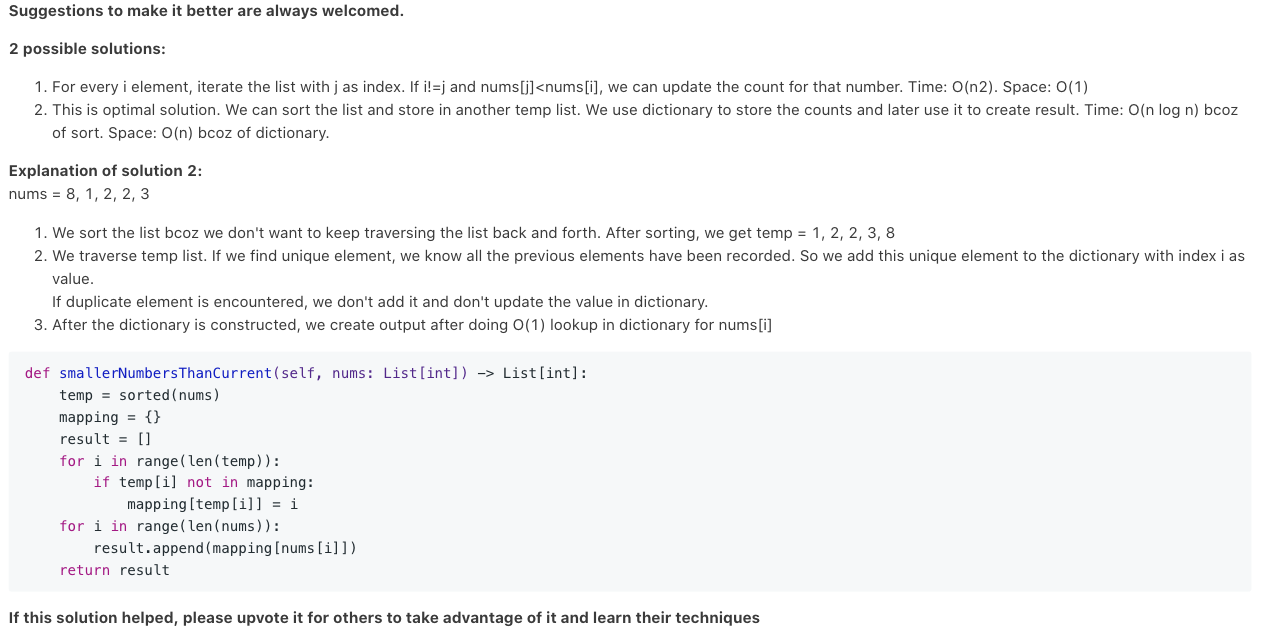 Suggestions to make it better are always welcomed.
2 possible solutions:
1. For every i element, iterate the list with j as index. If i!=j and nums[j]<nums[i], we can update the count for that number. Time: O(n2). Space: O(1)
2. This is optimal solution. We can sort the list and store in another temp list. We use dictionary to store the counts and later use it to create result. Time: O(n log n) bcoz
of sort. Space: O(n) bcoz of dictionary.
Explanation of solution 2:
nums = 8, 1, 2, 2, 3
1. We sort the list bcoz we don't want to keep traversing the list back and forth. After sorting, we get temp = 1, 2, 2, 3, 8
2. We traverse temp list. If we find unique element, we know all the previous elements have been recorded. So we add this unique element to the dictionary with index i as
value.
If duplicate element is encountered, we don't add it and don't update the value in dictionary.
3. After the dictionary is constructed, we create output after doing O(1) lookup in dictionary for nums[i]
def smallerNumbersThanCurrent(self, nums: List[int]) -> List[int]:
    temp = sorted(nums)
    mapping = {}
    result = []
    for i in range(len(temp)):
        if temp[i] not in mapping:
            mapping[temp[i]] = i
    for i in range(len(nums)):
        result.append(mapping[nums[i]])
    return result
If this solution helped, please upvote it for others to take advantage of it and learn their techniques